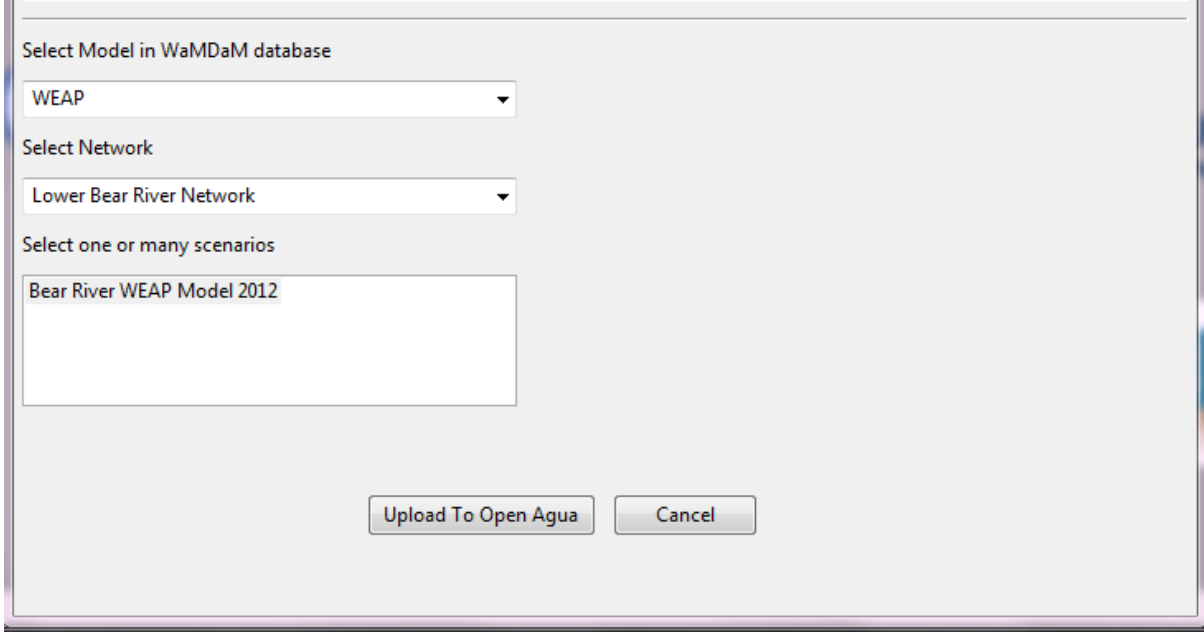 Select Model in WaMDaM database
WEAP
Select Network
Lower Bear River Network
Select one or many scenarios
Bear River WEAP Model 2012
Upload To Open Agua
Cancel